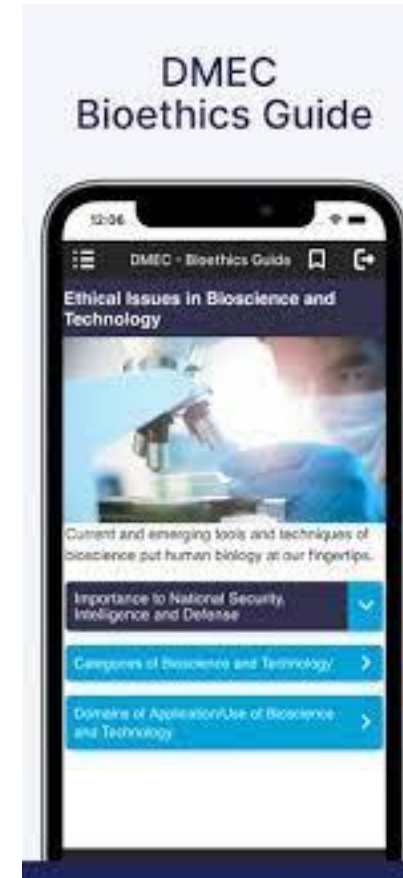 DMEC
Bioethics Guide
12:06
DMEC - Bioethics Guide
Ethical Issues in Bioscience and
Technology
Current and emerging tools and techniques of
bioscience put human biology at our fingertips.
Importance to National Security,
Intelligence and Defense
Categories of Bioscience and Technology
Domains of Application/Use of Bioscience
and Technology